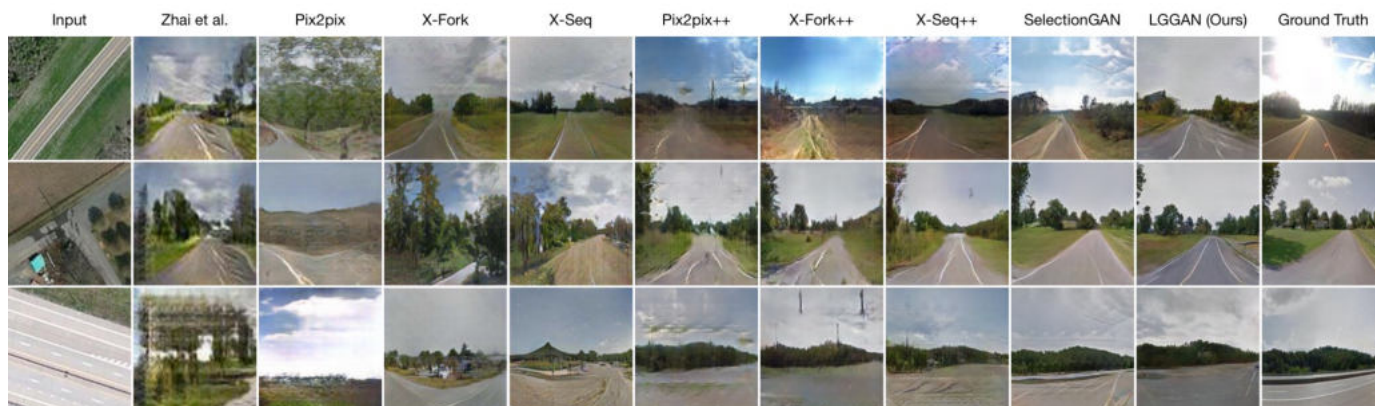 Input Zhai et al. Pix2pix X-Fork X-Seq Pix2pix++ X-Fork++ X-Seq++ SelectionGAN LGGAN (Ours) Ground Truth